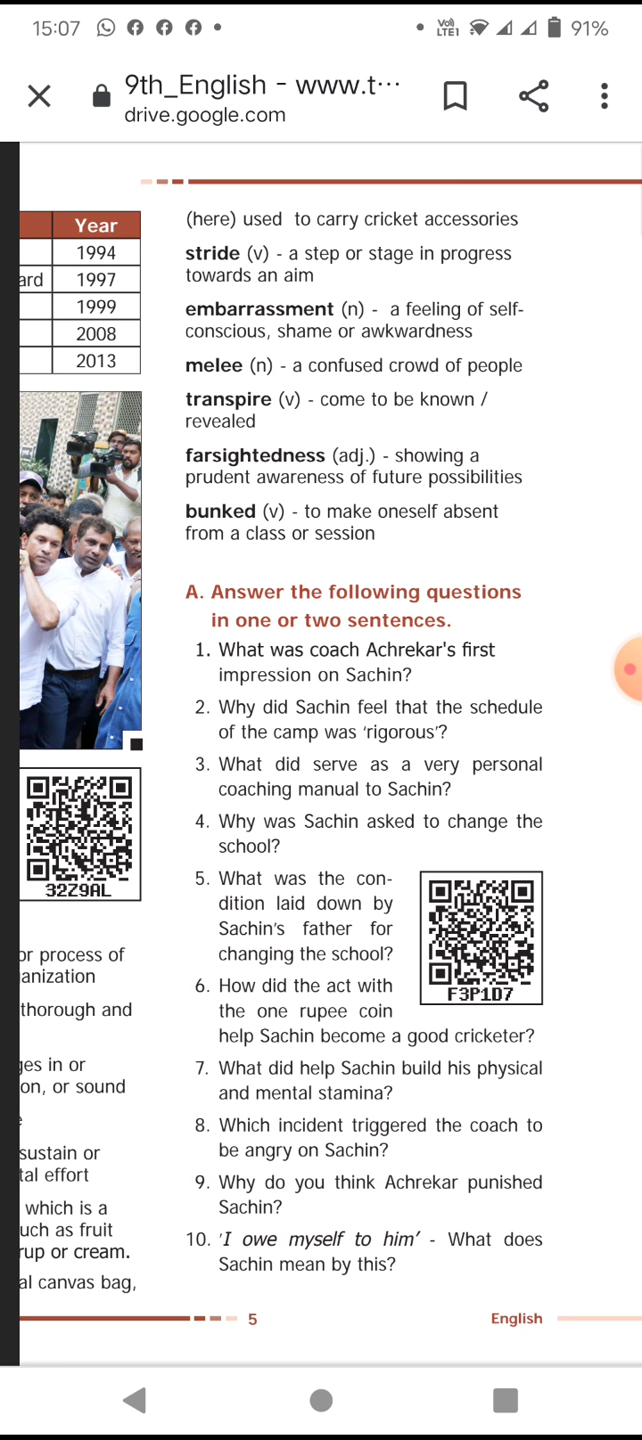 15:07
Vo)) LTE1
91%
9th_English - www.t···
drive.google.com
Year
1994
ard 1997
1999
2008
2013
32Z9AL
or process of
anization
thorough and
ges in or
on, or sound
sustain or
tal effort
which is a
uch as fruit
rup or cream.
al canvas bag,
(here) used to carry cricket accessories
stride (v) - a step or stage in progress
towards an aim
embarrassment (n) - a feeling of self-
conscious, shame or awkwardness
melee (n) - a confused crowd of people
transpire (v) - come to be known /
revealed
farsightedness (adj.) - showing a
prudent awareness of future possibilities
bunked (v) - to make oneself absent
from a class or session
A. Answer the following questions
in one or two sentences.
1. What was coach Achrekar's first
impression on Sachin?
2. Why did Sachin feel that the schedule
of the camp was ‘rigorous’?
3. What did serve as a very personal
coaching manual to Sachin?
4. Why was Sachin asked to change the
school?
5. What was the con-
dition laid down by
Sachin’s father for
changing the school?
F3P1D7
6. How did the act with
the one rupee coin
help Sachin become a good cricketer?
7. What did help Sachin build his physical
and mental stamina?
8. Which incident triggered the coach to
be angry on Sachin?
9. Why do you think Achrekar punished
Sachin?
10. ‘I owe myself to him’ - What does
Sachin mean by this?
5
English